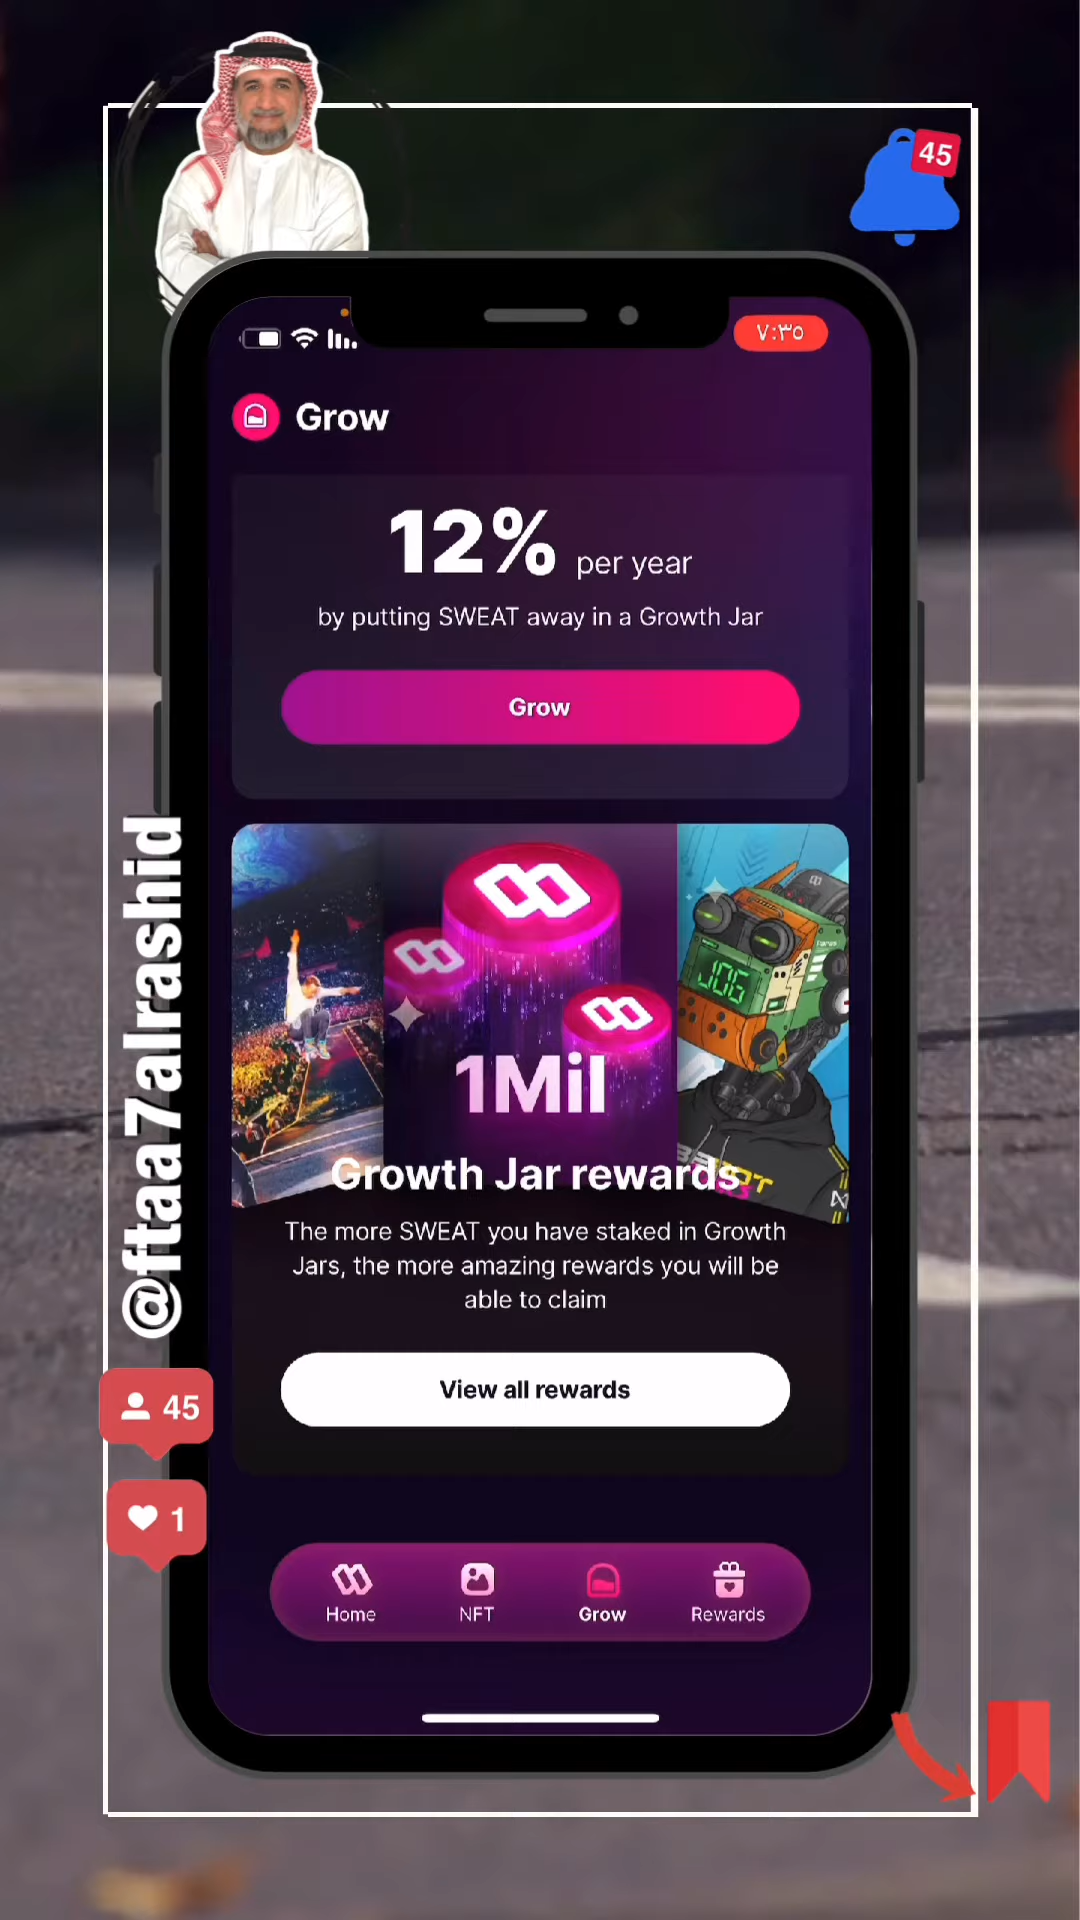 45
٧:٣٥
Grow
12% per year
by putting SWEAT away in a Growth Jar
Grow
JOG
1Mil
Growth Jar rewards
The more SWEAT you have staked in Growth
Jars, the more amazing rewards you will be
able to claim
View all rewards
@ftaa7alrashid
45
1
Home
NFT
Grow
Rewards